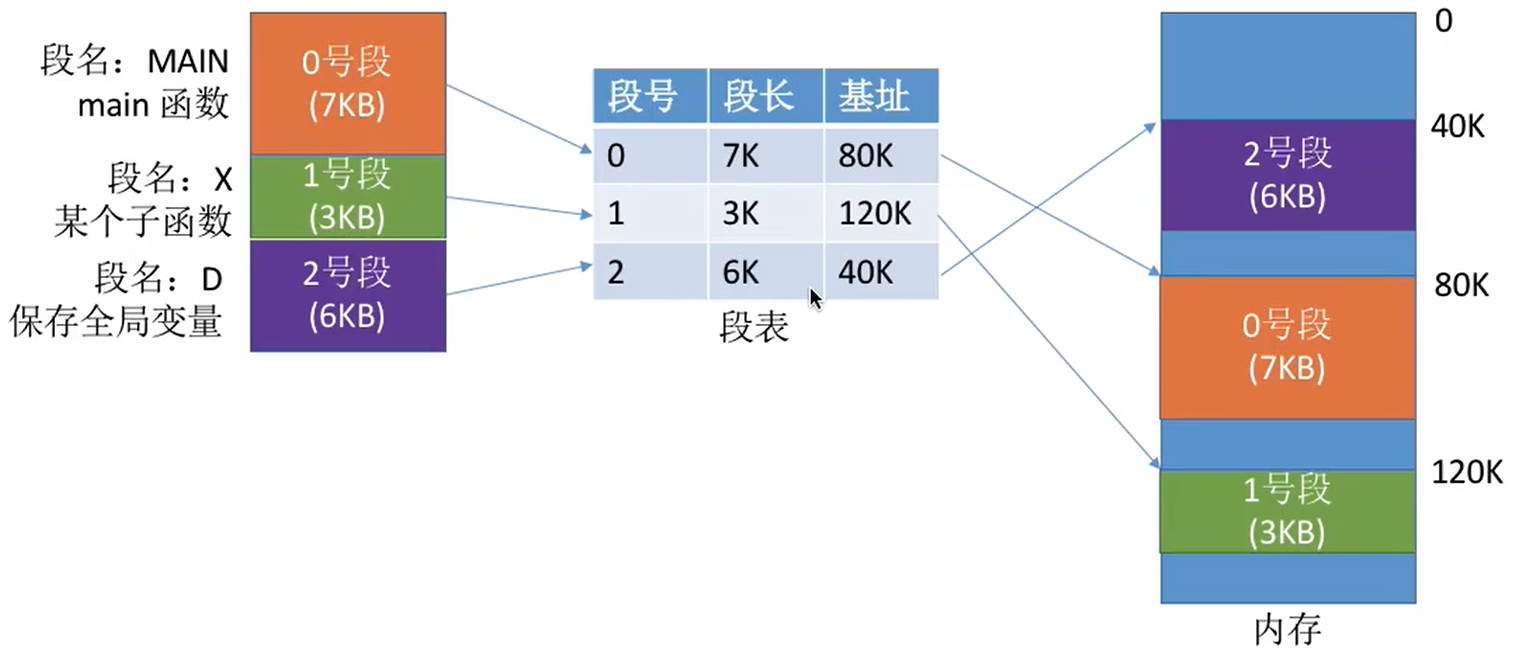 段名：MAIN
main 函数
0号段
(7KB)
段名：X
某个子函数
1号段
(3KB)
段名：D
保存全局变量
2号段
(6KB)
段号 段长 基址
0 7K 80K
1 3K 120K
2 6K 40K
段表
0
40K
2号段
(6KB)
80K
0号段
(7KB)
120K
1号段
(3KB)
内存